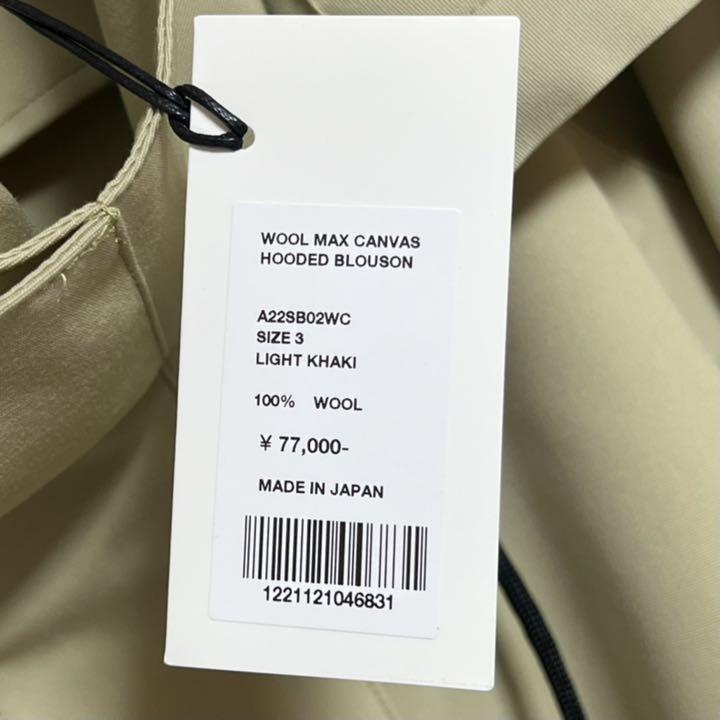 WOOL MAX CANVAS
HOODED BLOUSON
A22SB02WC
SIZE 3
LIGHT KHAKI
100% WOOL
¥ 77,000-
MADE IN JAPAN
1221121046831